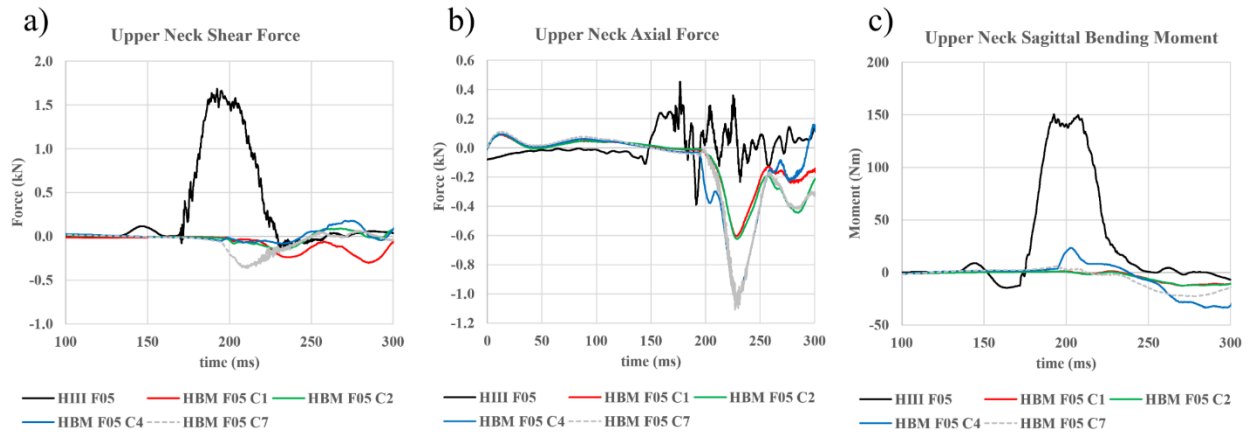 a)
Upper Neck Shear Force
Force (kN)
2.0
1.5
1.0
0.5
0.0
-0.5
-1.0
100 150 200 250 300
time (ms)
HIII F05 HBM F05 C1 HBM F05 C2
HBM F05 C4 HBM F05 C7
b)
Upper Neck Axial Force
Force (kN)
0.6
0.4
0.2
0.0
-0.2
-0.4
-0.6
-0.8
-1.0
-1.2
0 50 100 150 200 250 300
time (ms)
HIII F05 HBM F05 C1 HBM F05 C2
HBM F05 C4 HBM F05 C7
c)
Upper Neck Sagittal Bending Moment
Moment (Nm)
200
150
100
50
0
-50
100 150 200 250 300
time (ms)
HIII F05 HBM F05 C1 HBM F05 C2
HBM F05 C4 HBM F05 C7